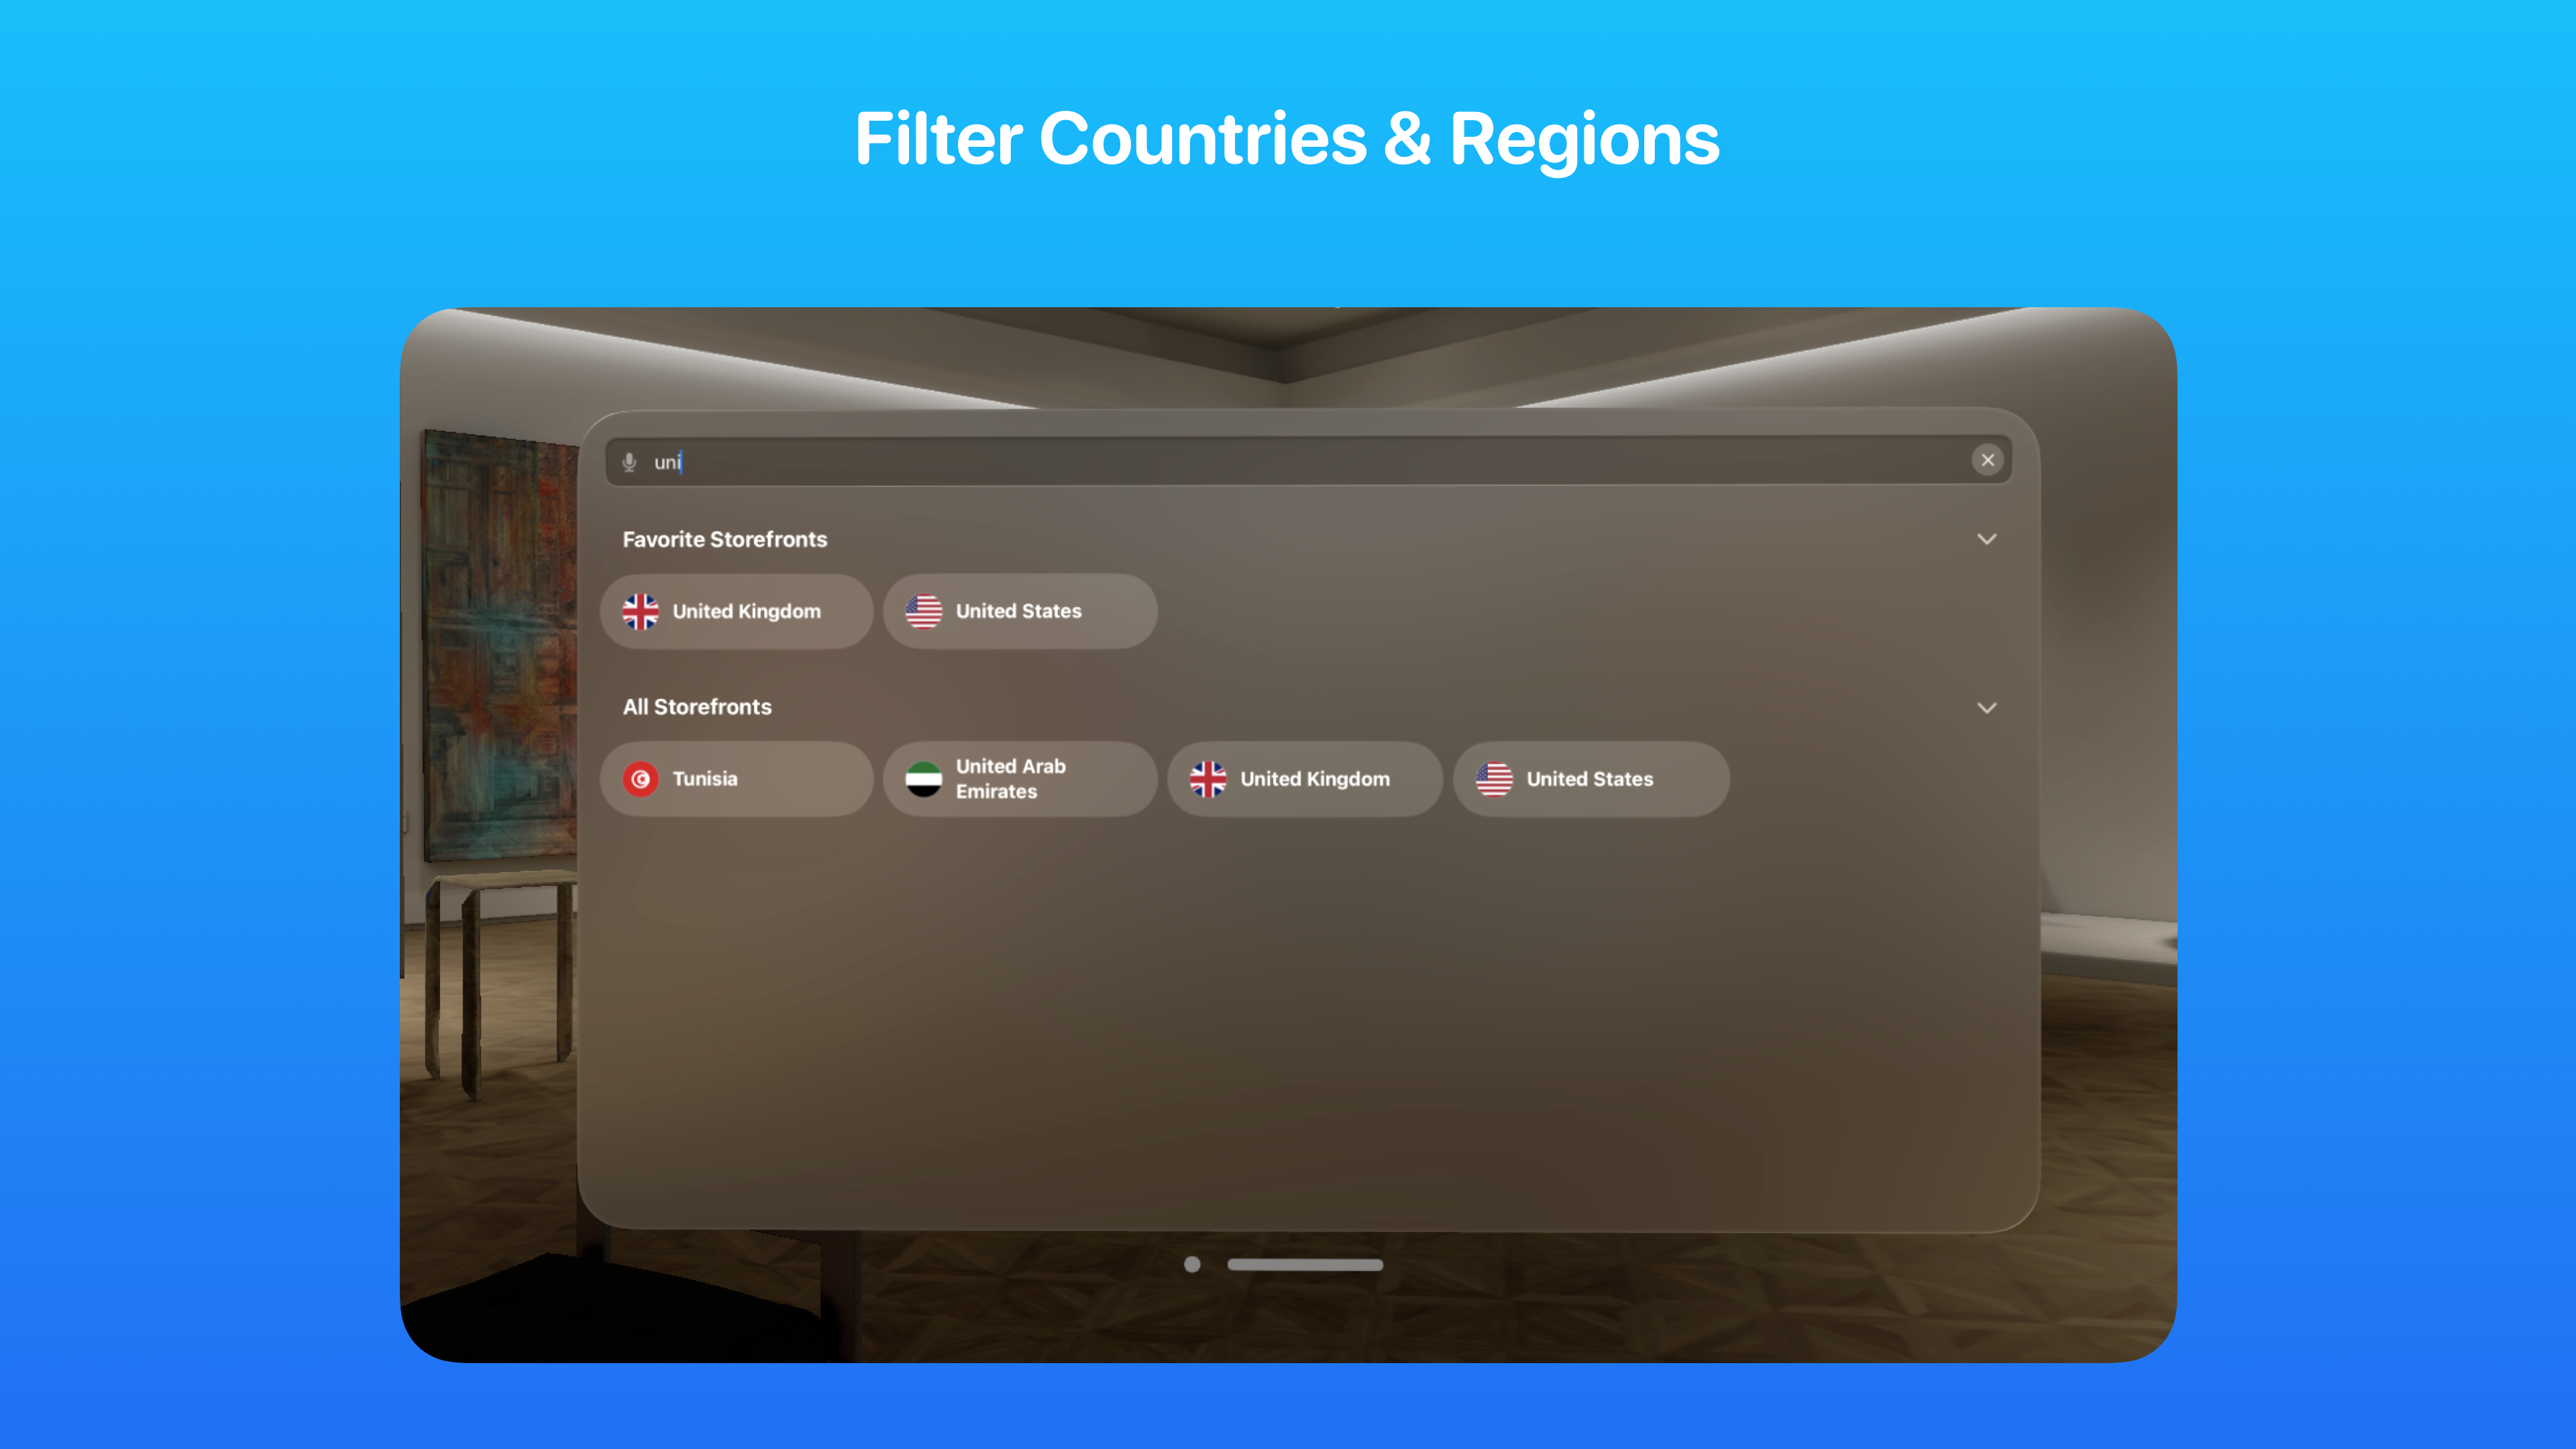 Filter Countries & Regions
uni
Favorite Storefronts
United Kingdom
United States
All Storefronts
Tunisia
United Arab
Emirates
United Kingdom
United States